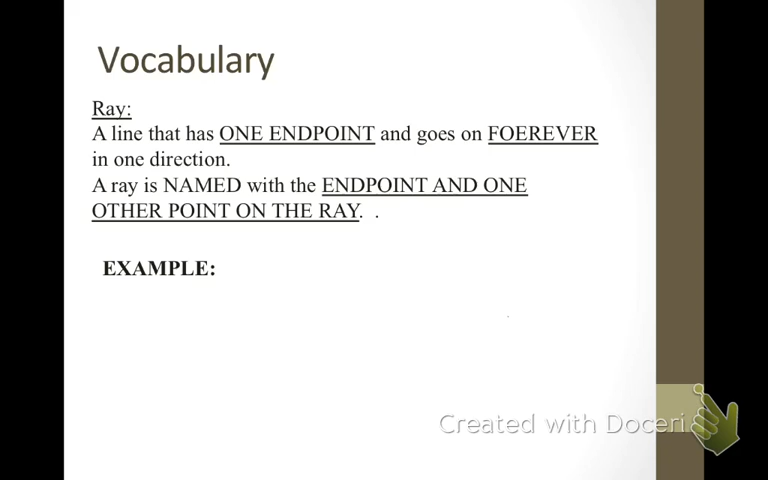 Vocabulary
Ray:
A line that has ONE ENDPOINT and goes on FOEREVER
in one direction.
A ray is NAMED with the ENDPOINT AND ONE
OTHER POINT ON THE RAY.  .
EXAMPLE:
Created with Doceri